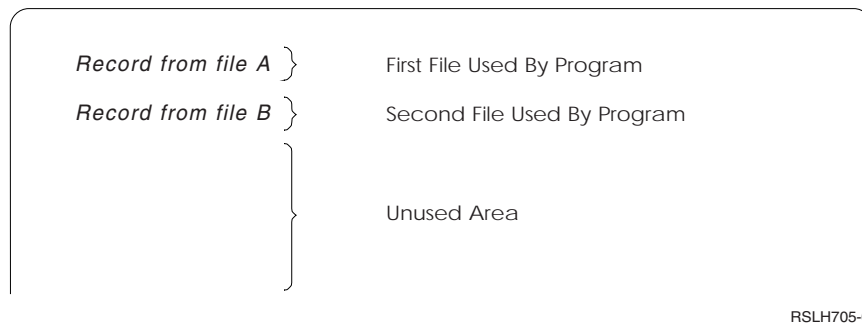 Record from file A First File Used By Program
Record from file B Second File Used By Program
Unused Area
RSLH705-